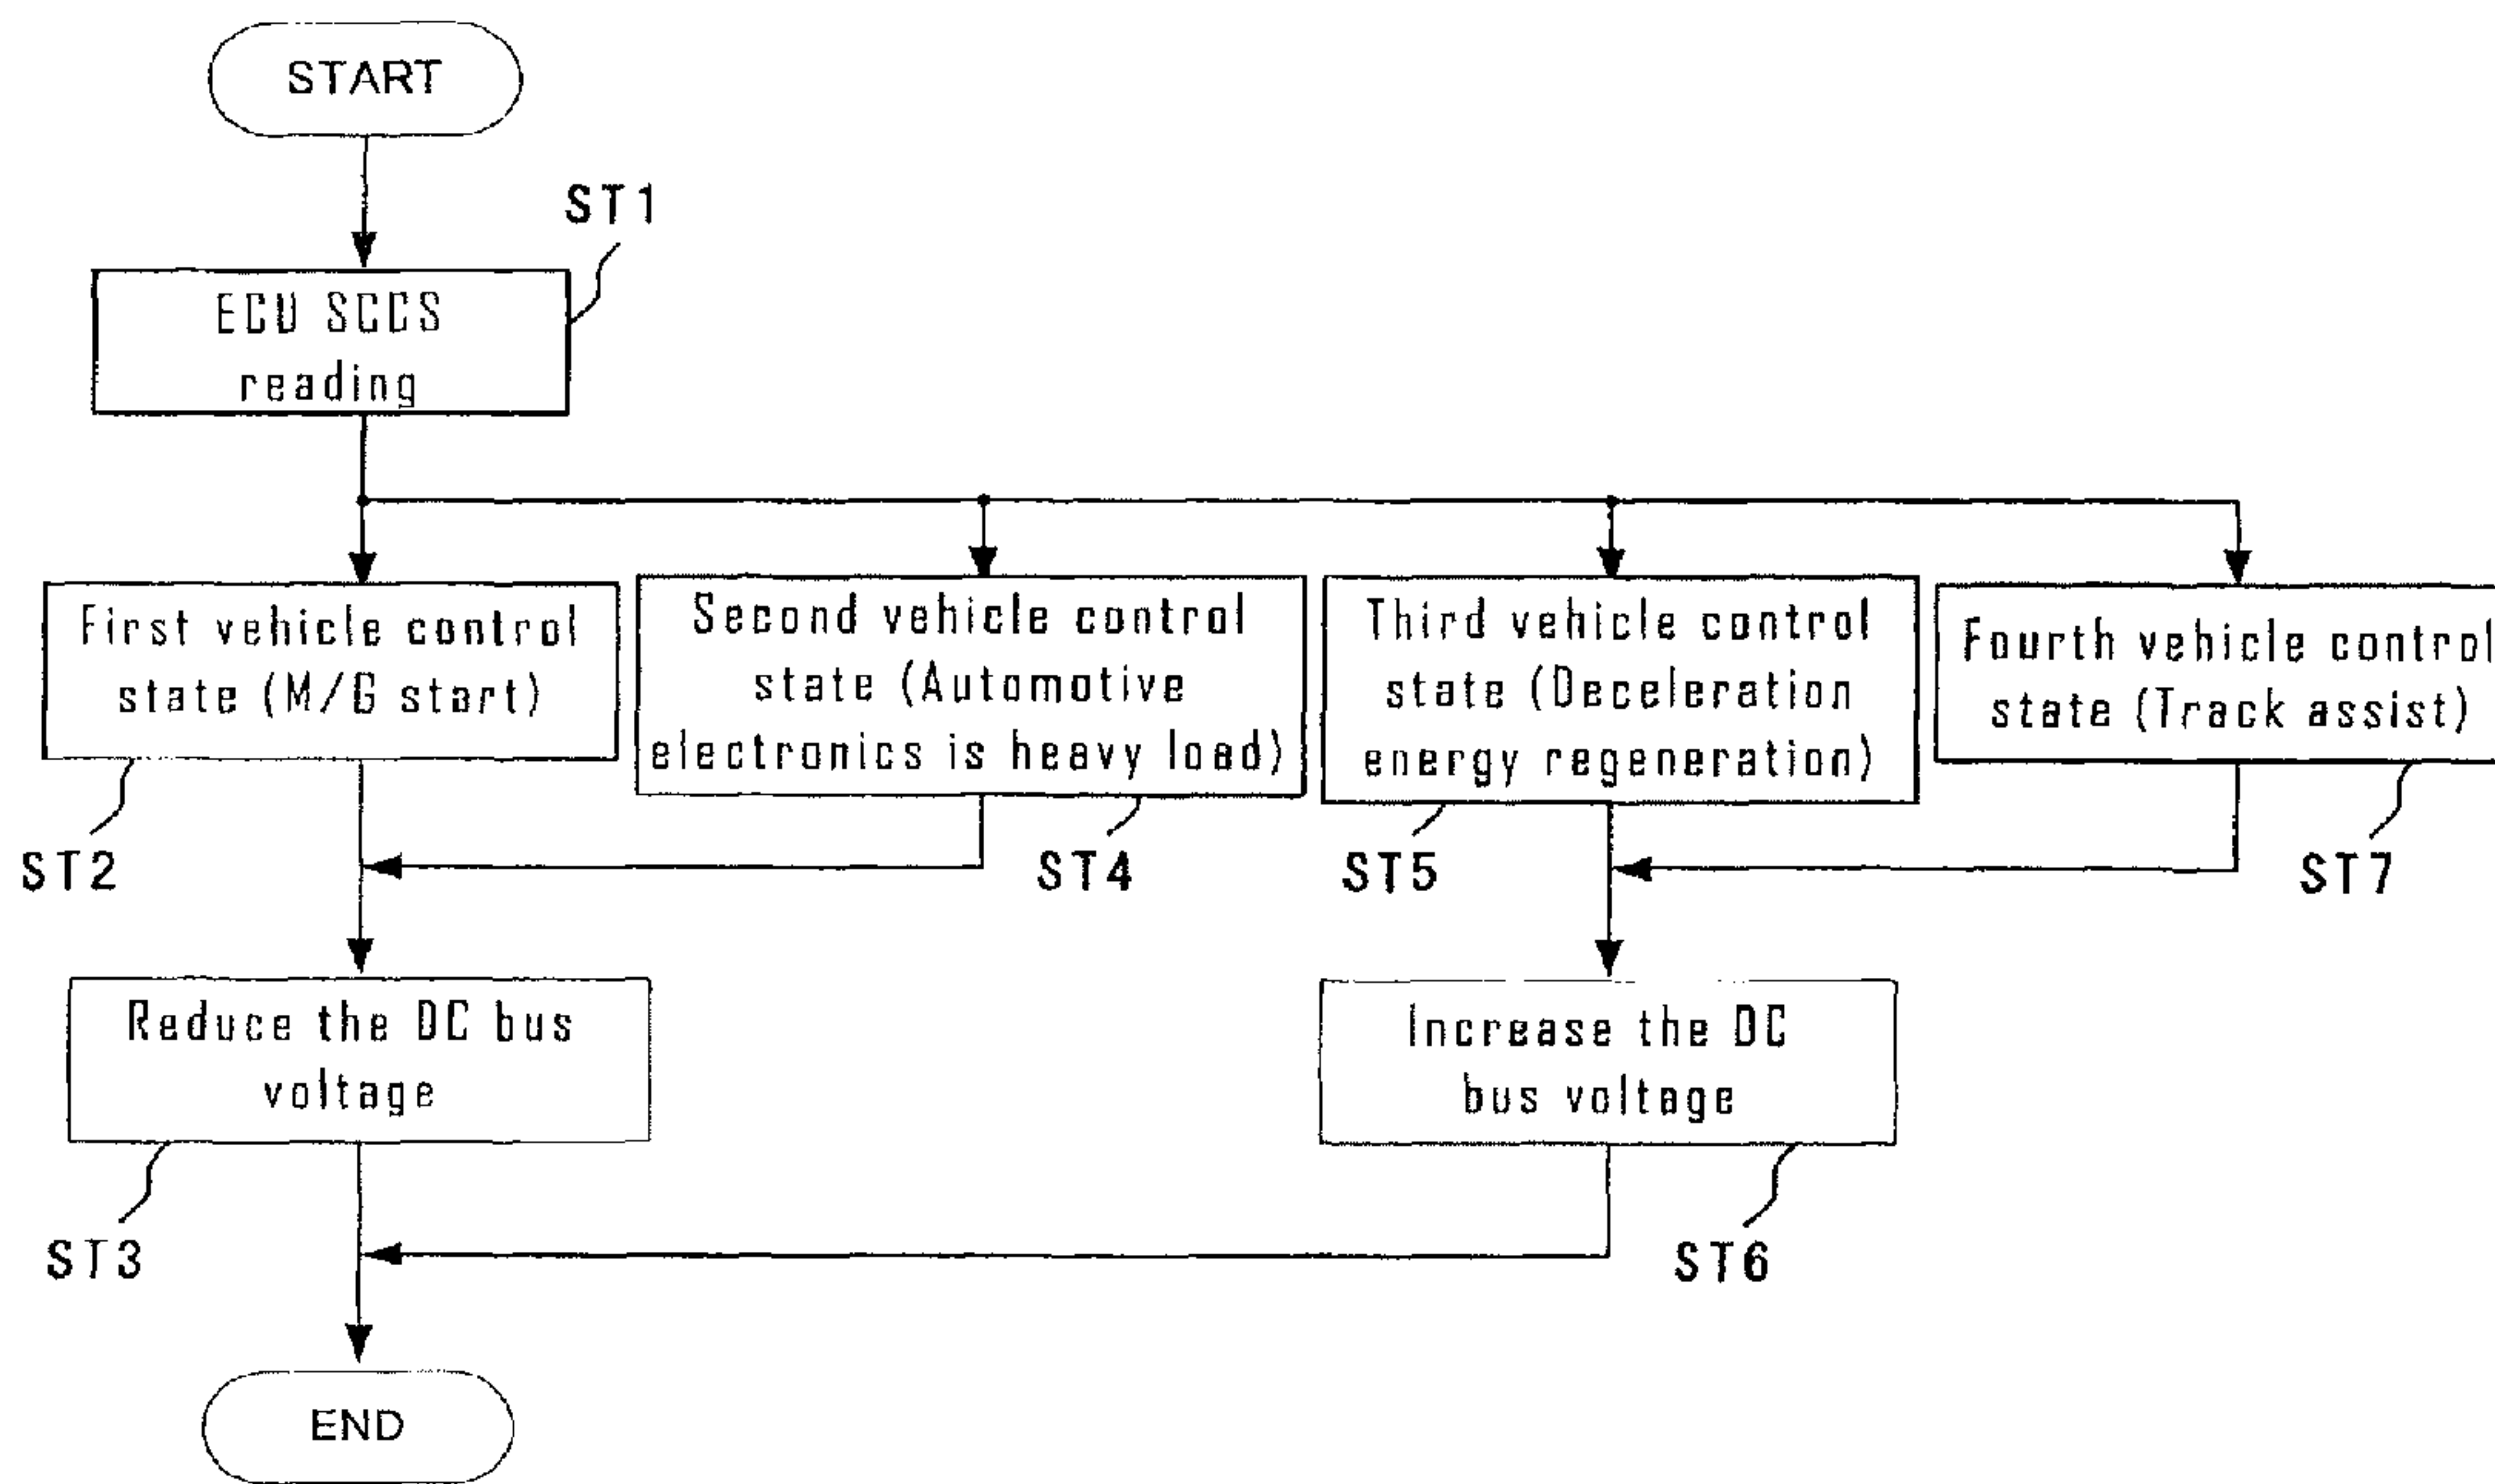 START
ST1
ECU SCCS
reading
First vehicle control
state (M/G start)
Second vehicle control
state (Automotive
electronics is heavy load)
Third vehicle control
state (Deceleration
energy regeneration)
Fourth vehicle control
state (Track assist)
ST2
ST4
ST5
ST7
Reduce the DC bus
voltage
Increase the DC
bus voltage
ST3
ST6
END